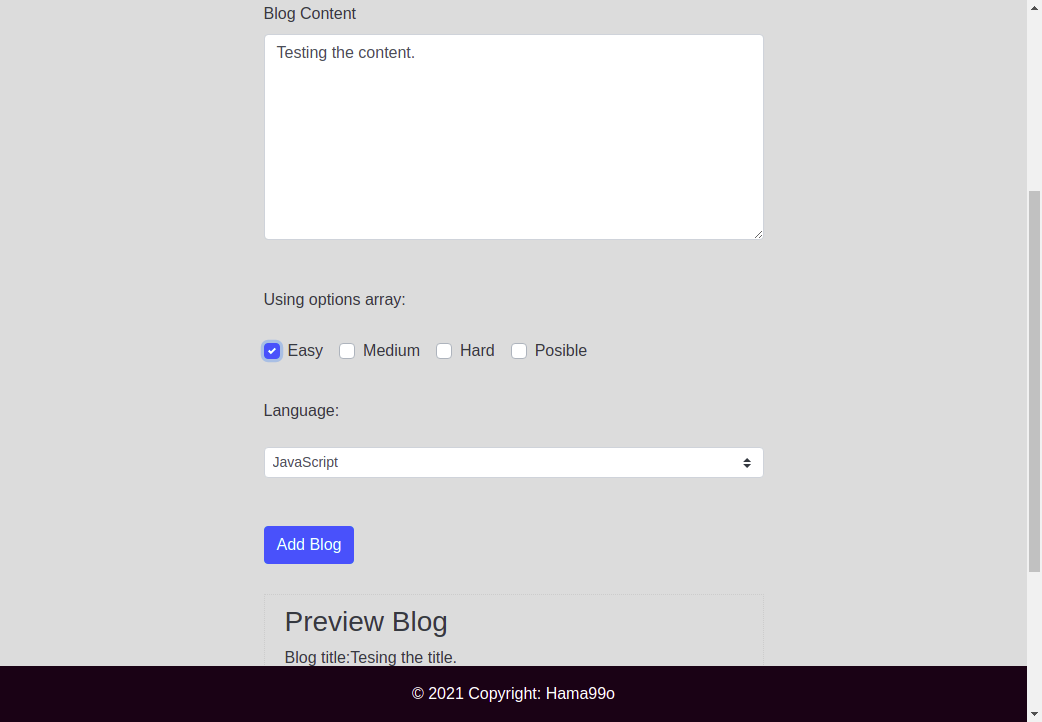 Blog Content
Testing the content.
Using options array:
Easy Medium Hard Posible
Language:
JavaScript
Add Blog
Preview Blog
Blog title:Tesing the title.
© 2021 Copyright: Hama99o